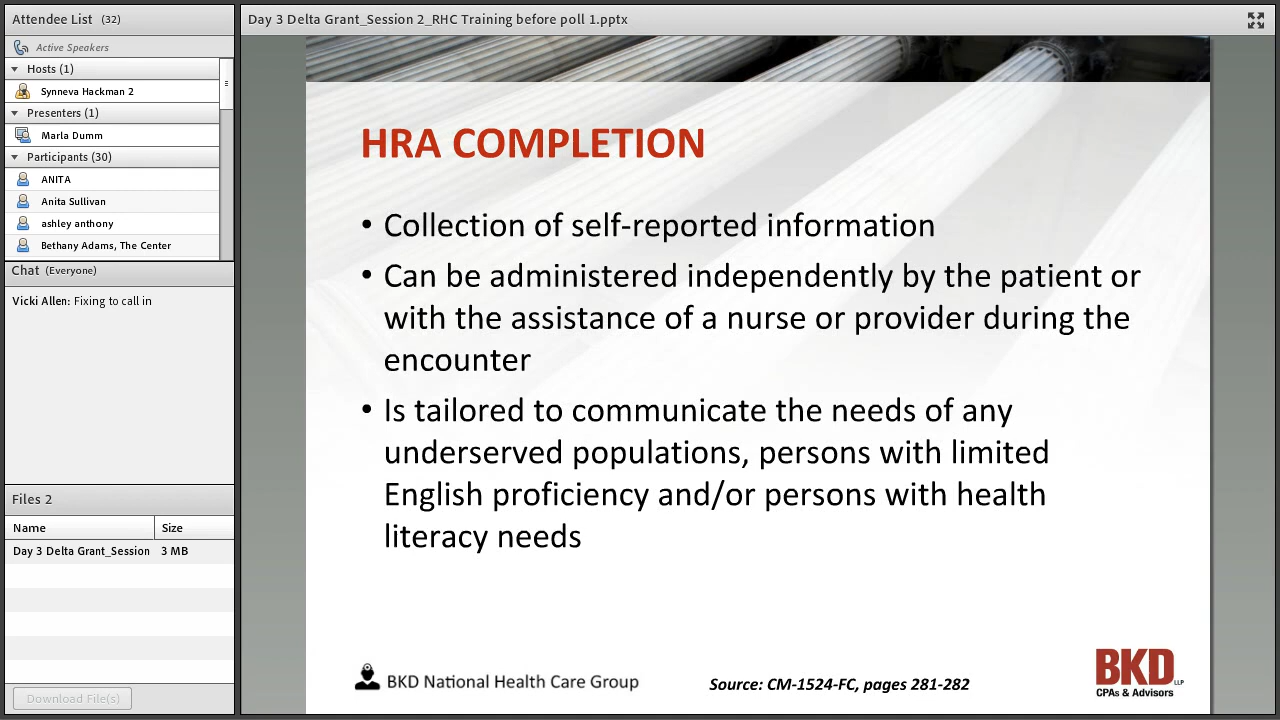 Attendee List (32)
Active Speakers
Hosts (1)
Synneva Hackman 2
Presenters (1)
Marla Dumm
Participants (30)
ANITA
Anita Sullivan
ashley anthony
Bethany Adams, The Center
Chat (Everyone)
Vicki Allen: Fixing to call in
Files 2
Name Size
Day 3 Delta Grant_Session 3 MB
Download File(s)
Day 3 Delta Grant_Session 2_RHC Training before poll 1.pptx
HRA COMPLETION
• Collection of self-reported information
• Can be administered independently by the patient or
with the assistance of a nurse or provider during the
encounter
• Is tailored to communicate the needs of any
underserved populations, persons with limited
English proficiency and/or persons with health
literacy needs
BKD National Health Care Group
Source: CM-1524-FC, pages 281-282
BKD LLP
CPAs & Advisors